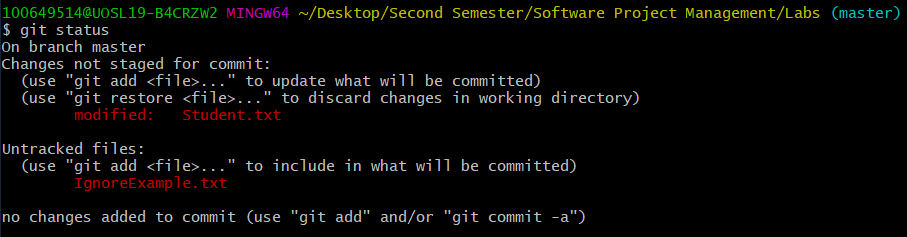 100649514@UOSL19-B4CRZW2 MINGW64 ~/Desktop/Second Semester/Software Project Management/Labs (master)
$ git status
On branch master
Changes not staged for commit:
  (use "git add <file>..." to update what will be committed)
  (use "git restore <file>..." to discard changes in working directory)
        modified:   Student.txt

Untracked files:
  (use "git add <file>..." to include in what will be committed)
        IgnoreExample.txt

no changes added to commit (use "git add" and/or "git commit -a")